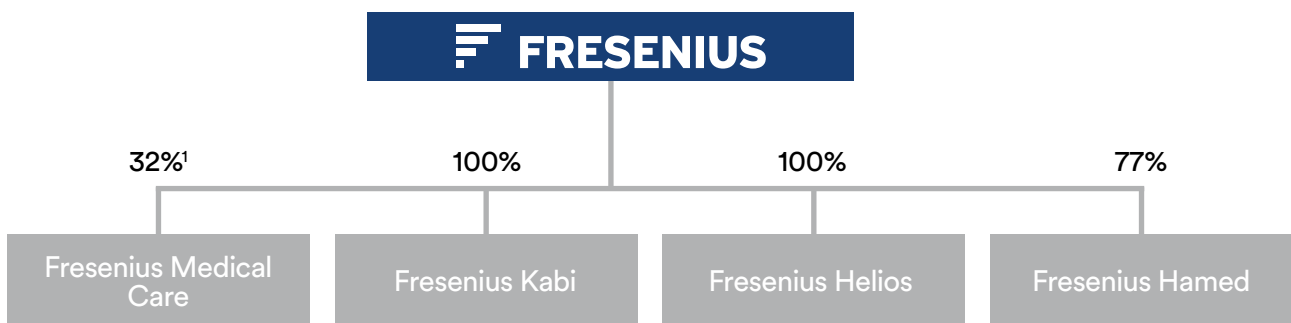 FRESENIUS
32%¹ 100% 100% 77%
Fresenius Medical
Care
Fresenius Kabi
Fresenius Helios
Fresenius Hamed